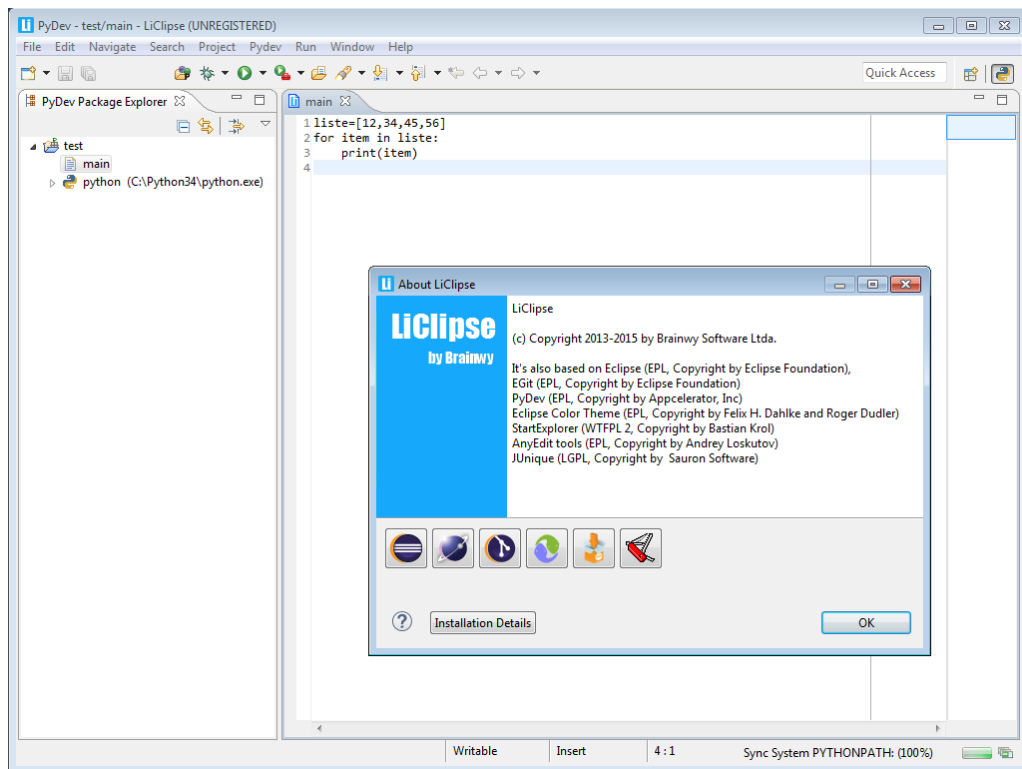 PyDev - test/main - LiClipse (UNREGISTERED)
File Edit Navigate Search Project Pydev Run Window Help
Quick Access
PyDev Package Explorer
main
test
main
python (C:\Python34\python.exe)
1 liste=[12,34,45,56]
2 for item in liste:
3     print(item)
4
Li About LiClipse
LiClipse
by Brainwy
LiClipse
(c) Copyright 2013-2015 by Brainwy Software Ltda.
It's also based on Eclipse (EPL, Copyright by Eclipse Foundation),
EGit (EPL, Copyright by Eclipse Foundation)
PyDev (EPL, Copyright by Appcelerator, Inc)
Eclipse Color Theme (EPL, Copyright by Felix H. Dahlke and Roger Dudler)
StartExplorer (WTFPL 2, Copyright by Bastian Krol)
AnyEdit tools (EPL, Copyright by Andrey Loskutov)
JUnique (LGPL, Copyright by  Sauron Software)
? Installation Details OK
Writable Insert 4 : 1 Sync System PYTHONPATH: (100%)